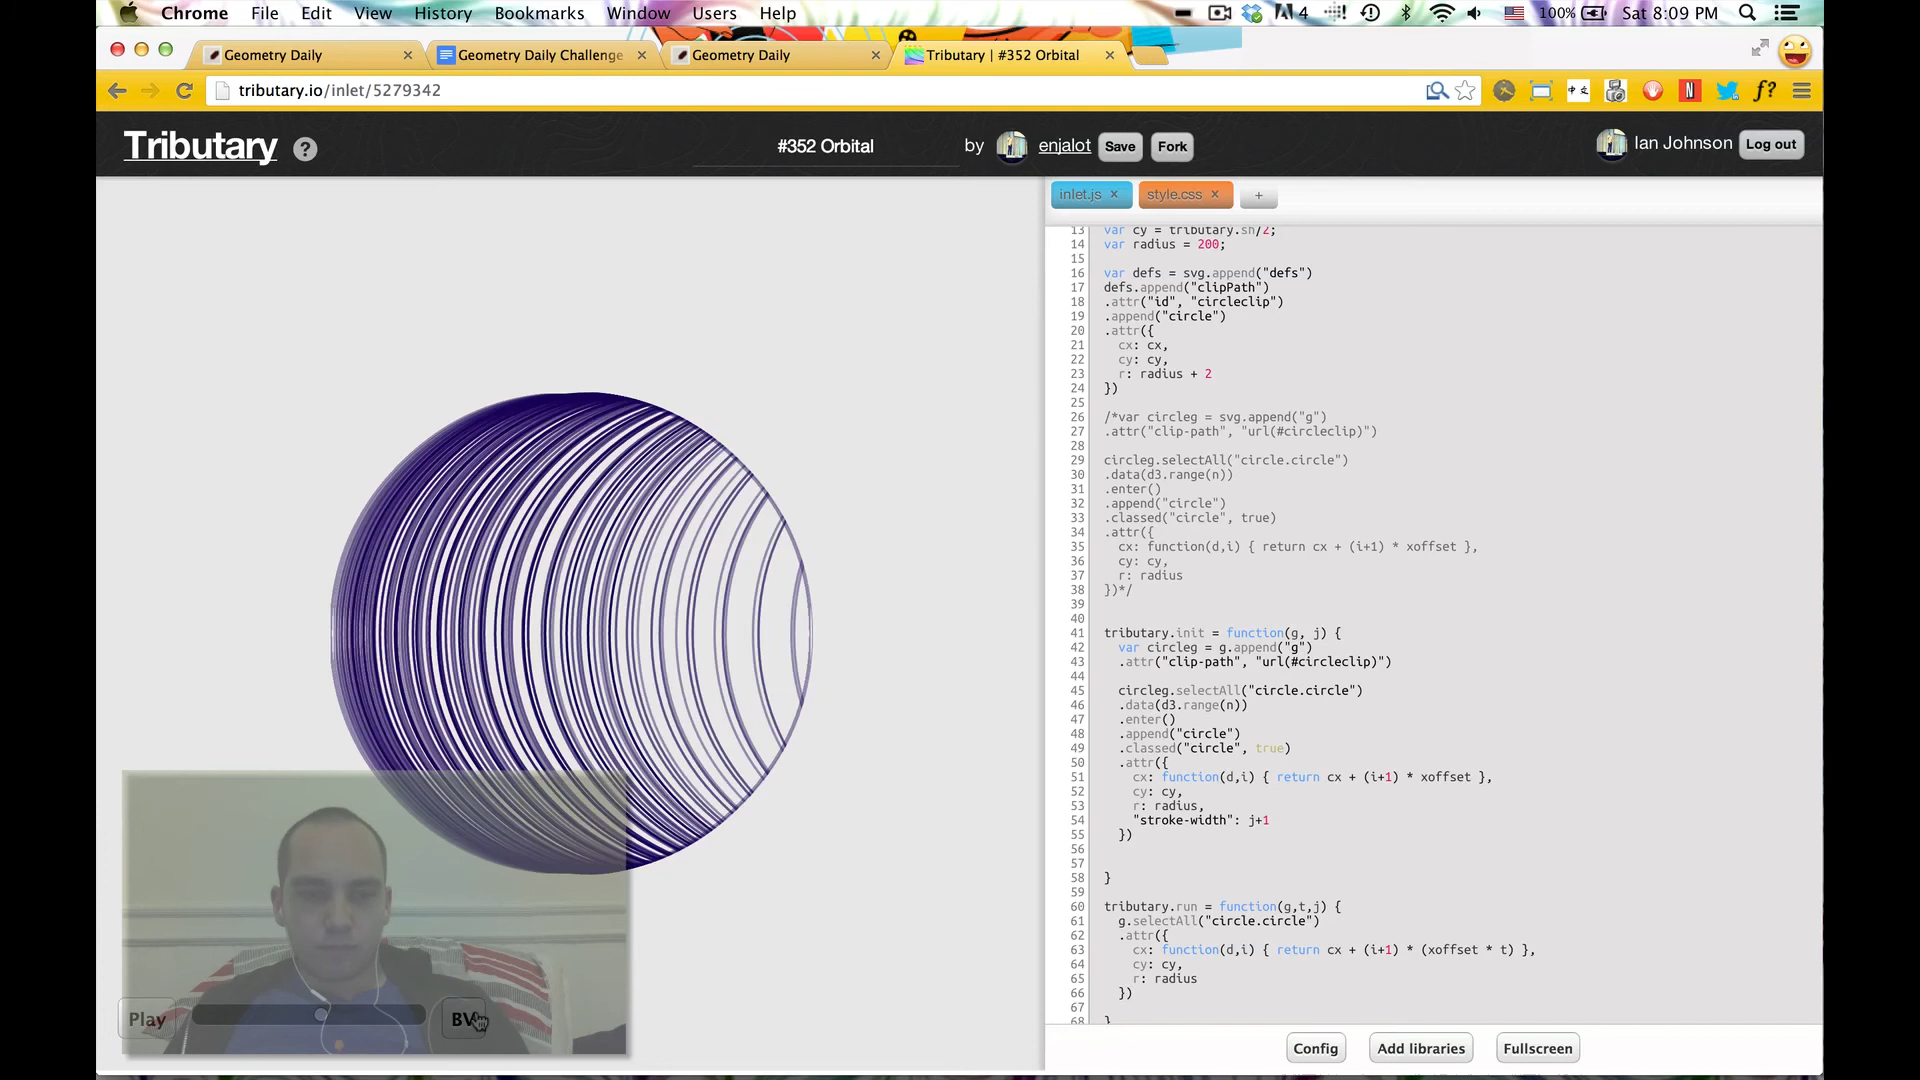 Chrome File Edit View History Bookmarks Window Users Help 4 100% Sat 8:09 PM
Geometry Daily Geometry Daily Challenge Geometry Daily Tributary | #352 Orbital
tributary.io/inlet/5279342 N f?
Tributary ? #352 Orbital by enjalot Save Fork Ian Johnson Log out
inlet.js × style.css × +
13 var cy = tributary.sh/2;
14 var radius = 200;
15
16 var defs = svg.append("defs")
17 defs.append("clipPath")
18 .attr("id", "circleclip")
19 .append("circle")
20 .attr({
21 cx: cx,
22 cy: cy,
23 r: radius + 2
24 })
25
26 /*var circleg = svg.append("g")
27 .attr("clip-path", "url(#circleclip)")
28
29 circleg.selectAll("circle.circle")
30 .data(d3.range(n))
31 .enter()
32 .append("circle")
33 .classed("circle", true)
34 .attr({
35 cx: function(d,i) { return cx + (i+1) * xoffset },
36 cy: cy,
37 r: radius
38 })*/
39
40
41 tributary.init = function(g, j) {
42 var circleg = g.append("g")
43 .attr("clip-path", "url(#circleclip)")
44
45 circleg.selectAll("circle.circle")
46 .data(d3.range(n))
47 .enter()
48 .append("circle")
49 .classed("circle", true)
50 .attr({
51 cx: function(d,i) { return cx + (i+1) * xoffset },
52 cy: cy,
53 r: radius,
54 "stroke-width": j+1
55 })
56
57
58 }
59
60 tributary.run = function(g,t,j) {
61 g.selectAll("circle.circle")
62 .attr({
63 cx: function(d,i) { return cx + (i+1) * (xoffset * t) },
64 cy: cy,
65 r: radius
66 })
67
68 }
Play BV
Config Add libraries Fullscreen